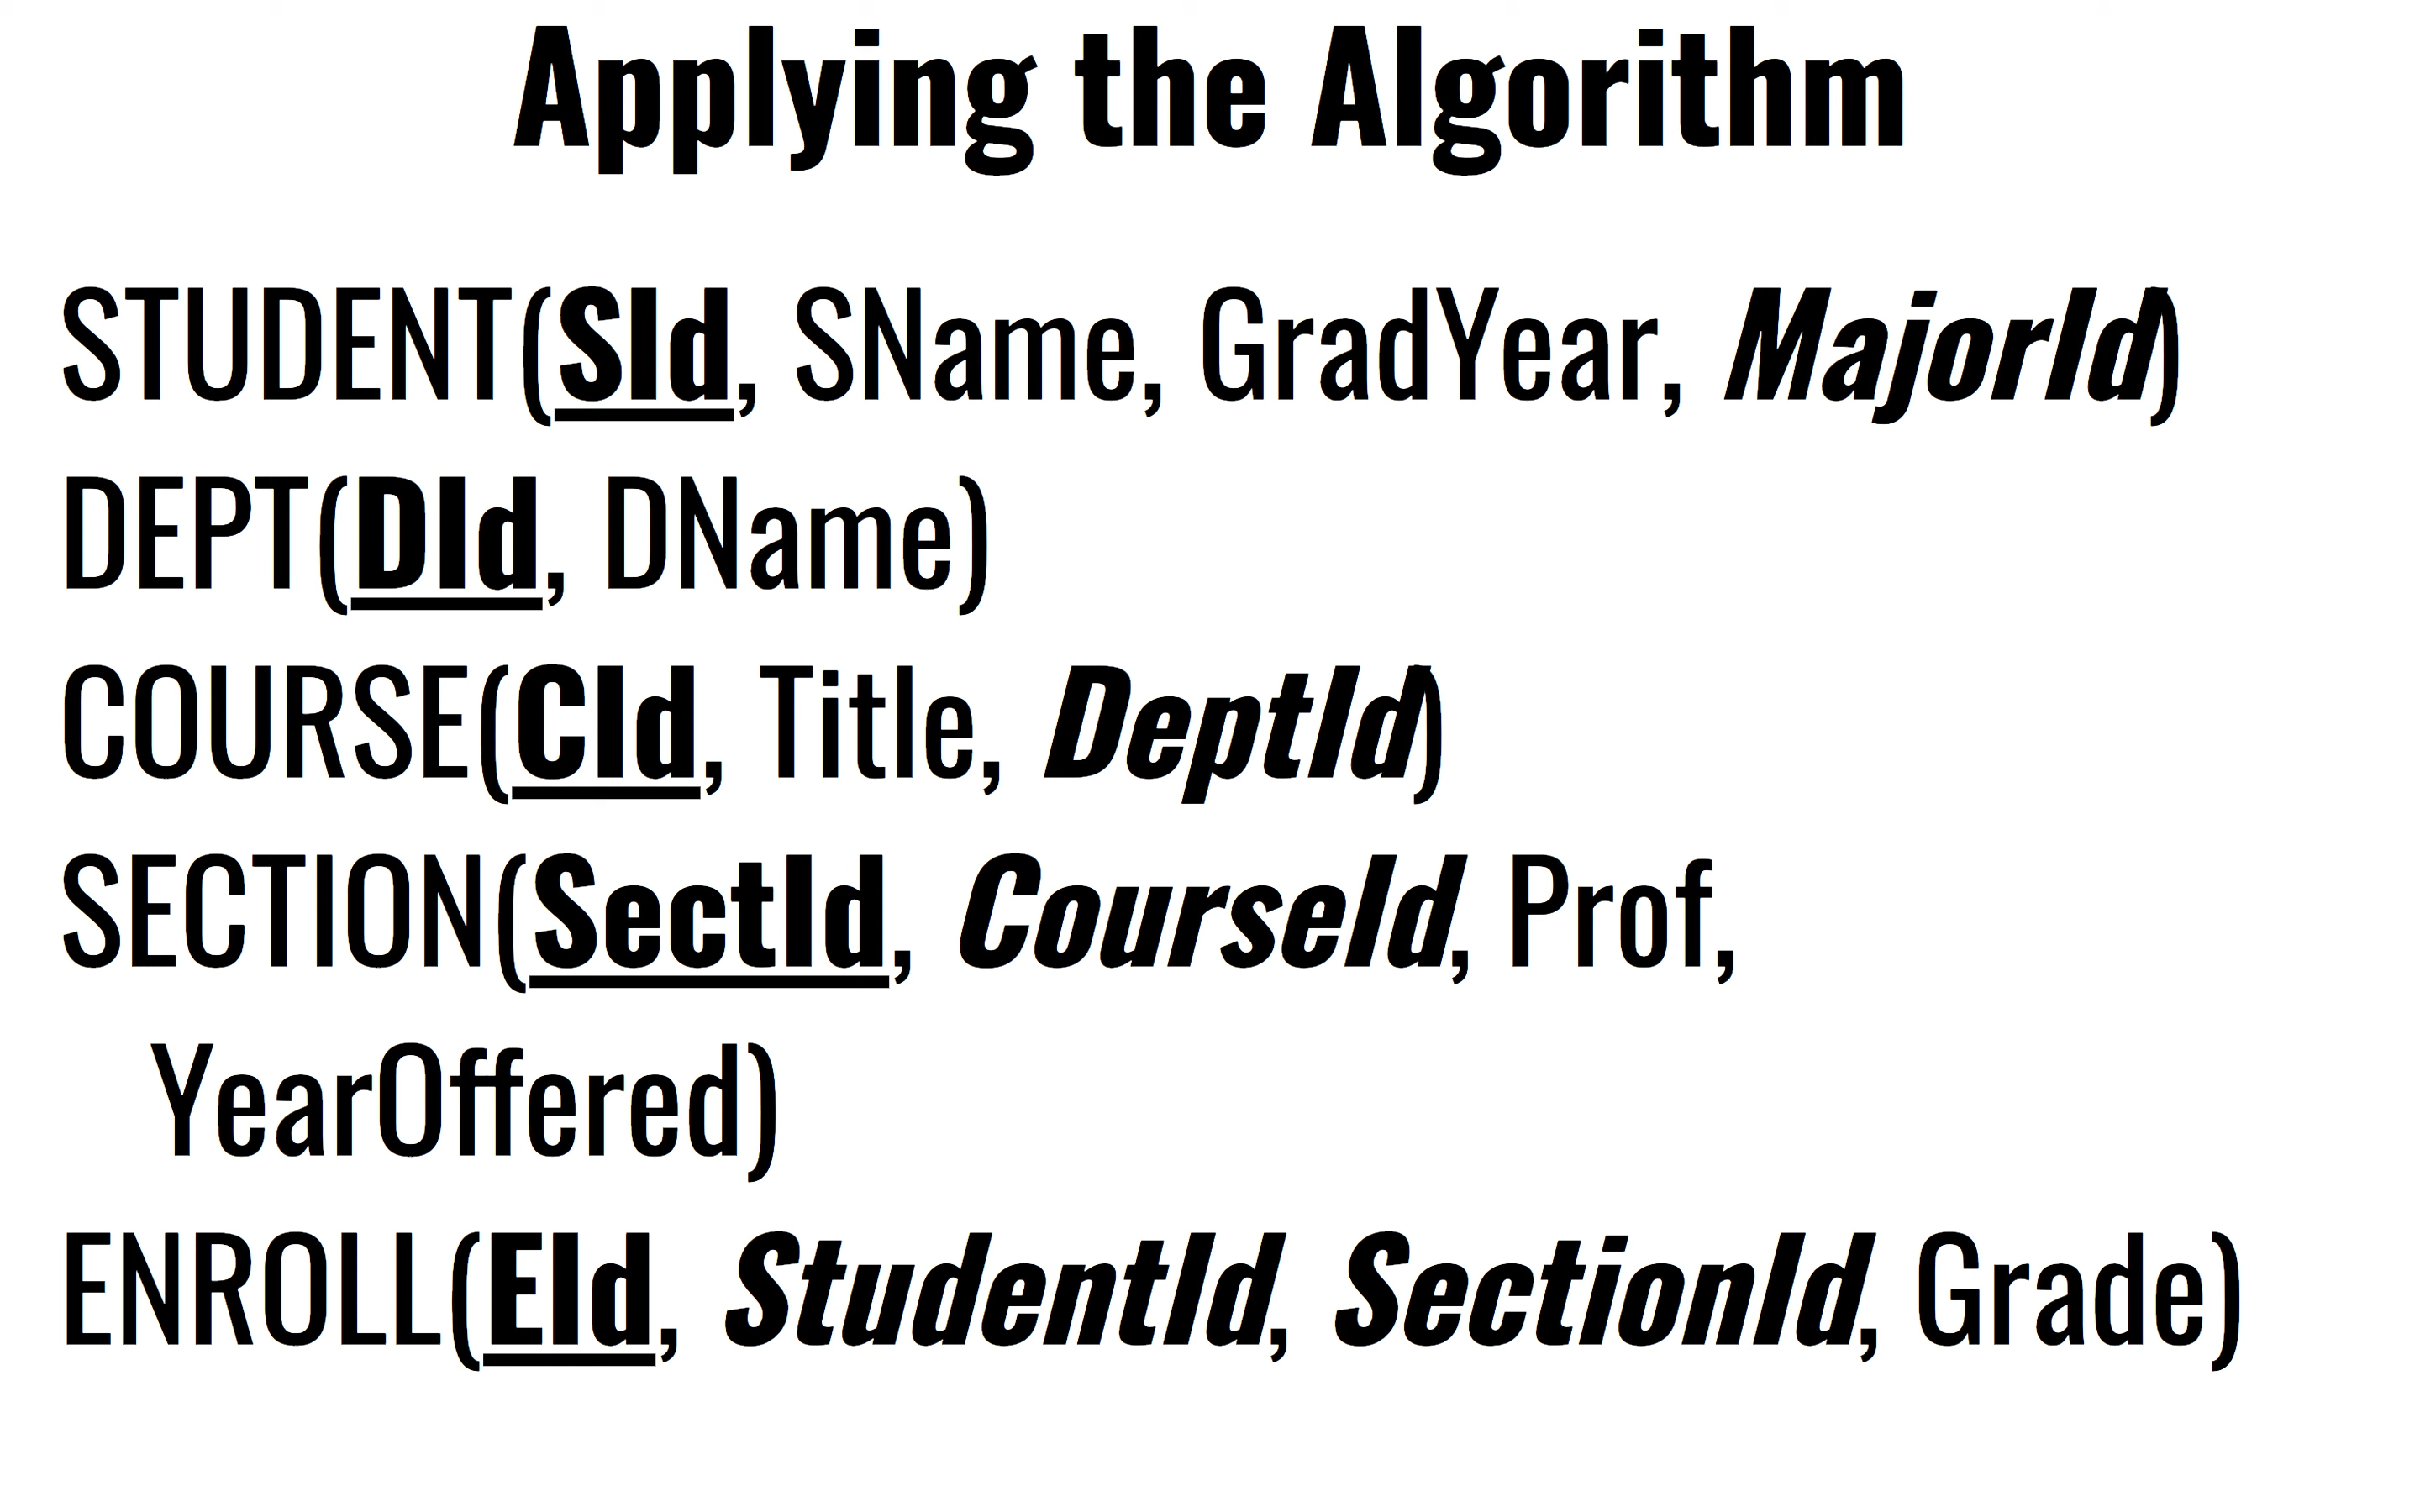 Applying the Algorithm
STUDENT(SId, SName, GradYear, MajorId)
DEPT(DId, DName)
COURSE(CId, Title, DeptId)
SECTION(SectId, CourseId, Prof,
YearOffered)
ENROLL(EId, StudentId, SectionId, Grade)